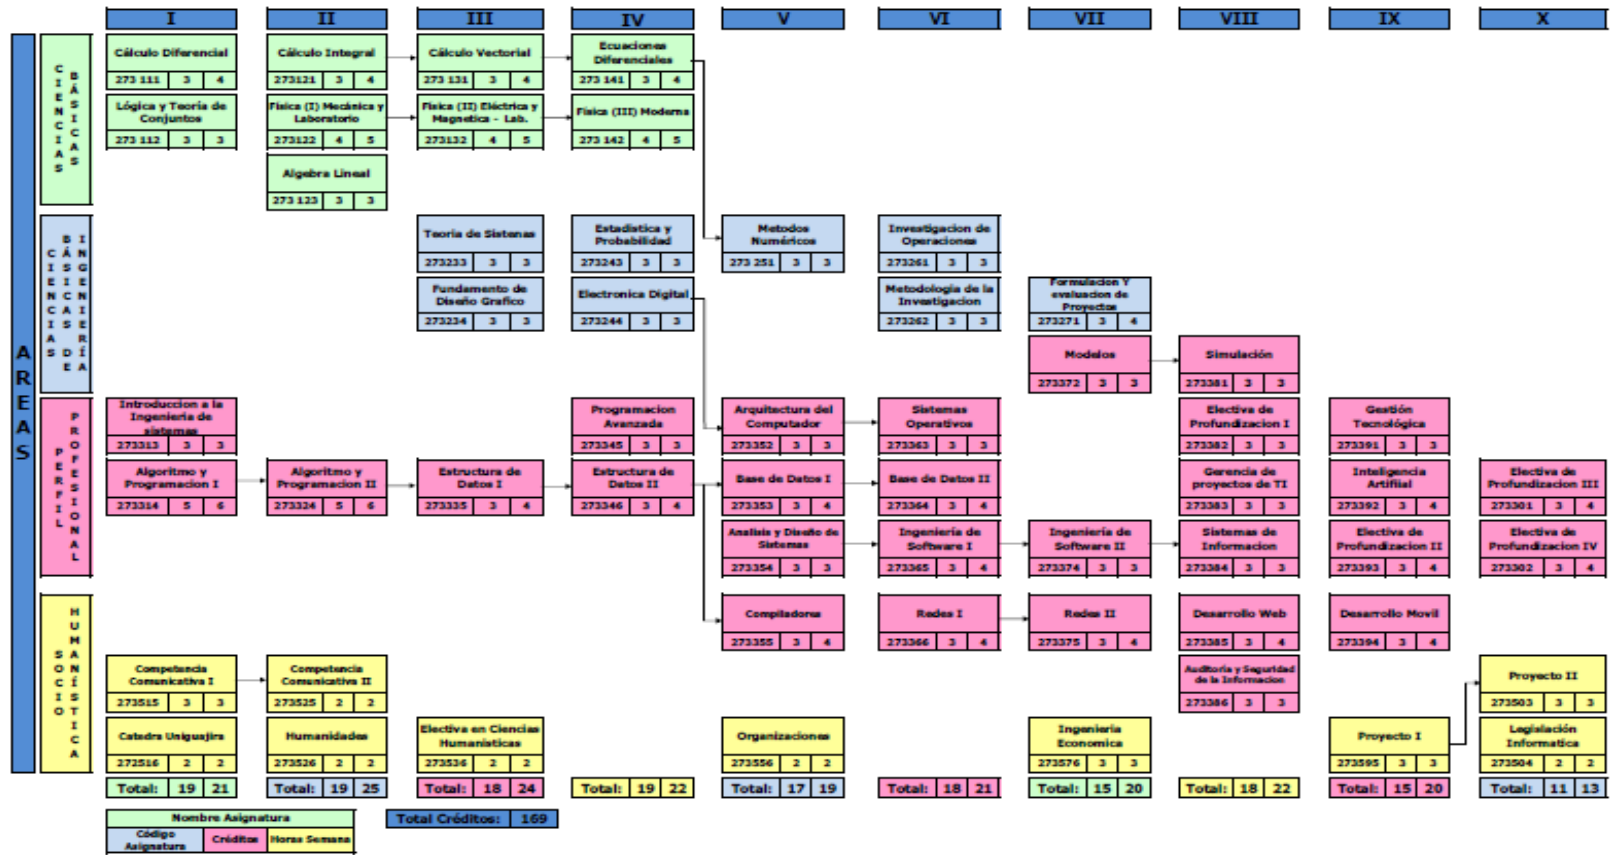 I II III IV V VI VII VIII IX X
AREAS
CIENCIAS BÁSICAS
Cálculo Diferencial
273 111 3 4
Cálculo Integral
273121 3 4
Cálculo Vectorial
273 131 3 4
Ecuaciones
Diferenciales
273 141 3 4
Lógica y Teoría de
Conjuntos
273 112 3 3
Física (I) Mecánica y
Laboratorio
273122 4 5
Física (II) Eléctrica y
Magnetica - Lab.
273132 4 5
Física (III) Moderna
273 142 4 5
Algebra Lineal
273 123 3 3
CIENCIAS BÁSICAS DE INGENIERÍA
Teoria de Sistemas
273233 3 3
Estadistica y
Probabilidad
273243 3 3
Metodos
Numéricos
273 251 3 3
Investigacion de
Operaciones
273261 3 3
Fundamento de
Diseño Grafico
273234 3 3
Electronica Digital
273244 3 3
Metodologia de la
Investigacion
273262 3 3
Formulacion Y
evaluacion de
Proyectos
273271 3 4
Modelos
273372 3 3
Simulación
273381 3 3
PERFIL PROFESIONAL
Introduccion a la
Ingenieria de
sistemas
273313 3 3
Programacion
Avanzada
273345 3 3
Arquitectura del
Computador
273352 3 3
Sistemas
Operativos
273363 3 3
Electiva de
Profundizacion I
273382 3 3
Gestión
Tecnológica
273391 3 3
Algoritmo y
Programacion I
273314 5 6
Algoritmo y
Programacion II
273324 5 6
Estructura de
Datos I
273335 3 4
Estructura de
Datos II
273346 3 4
Base de Datos I
273353 3 4
Base de Datos II
273364 3 4
Gerencia de
proyectos de TI
273383 3 3
Inteligencia
Artifiial
273392 3 4
Electiva de
Profundizacion III
273301 3 4
Analisis y Diseño de
Sistemas
273354 3 3
Ingeniería de
Software I
273365 3 4
Ingeniería de
Software II
273374 3 3
Sistemas de
Informacion
273384 3 3
Electiva de
Profundizacion II
273393 3 4
Electiva de
Profundizacion IV
273302 3 4
Compiladores
273355 3 4
Redes I
273366 3 4
Redes II
273375 3 4
Desarrollo Web
273385 3 4
Desarrollo Movil
273394 3 4
SOCIO HUMANÍSTICA
Competencia
Comunicativa I
273515 3 3
Competencia
Comunicativa II
273525 2 2
Auditoria y Seguridad
de la Informacion
273386 3 3
Proyecto II
273503 3 3
Catedra Uniguajira
272516 2 2
Humanidades
273526 2 2
Electiva en Ciencias
Humanísticas
273536 2 2
Organizaciones
273556 2 2
Ingenieria
Economica
273576 3 3
Proyecto I
273595 3 3
Legislación
Informatica
273504 2 2
Total: 19 21
Total: 19 25
Total: 18 24
Total: 19 22
Total: 17 19
Total: 18 21
Total: 15 20
Total: 18 22
Total: 15 20
Total: 11 13
Nombre Asignatura
Código
Asignatura
Créditos
Horas Semana
Total Créditos: 169